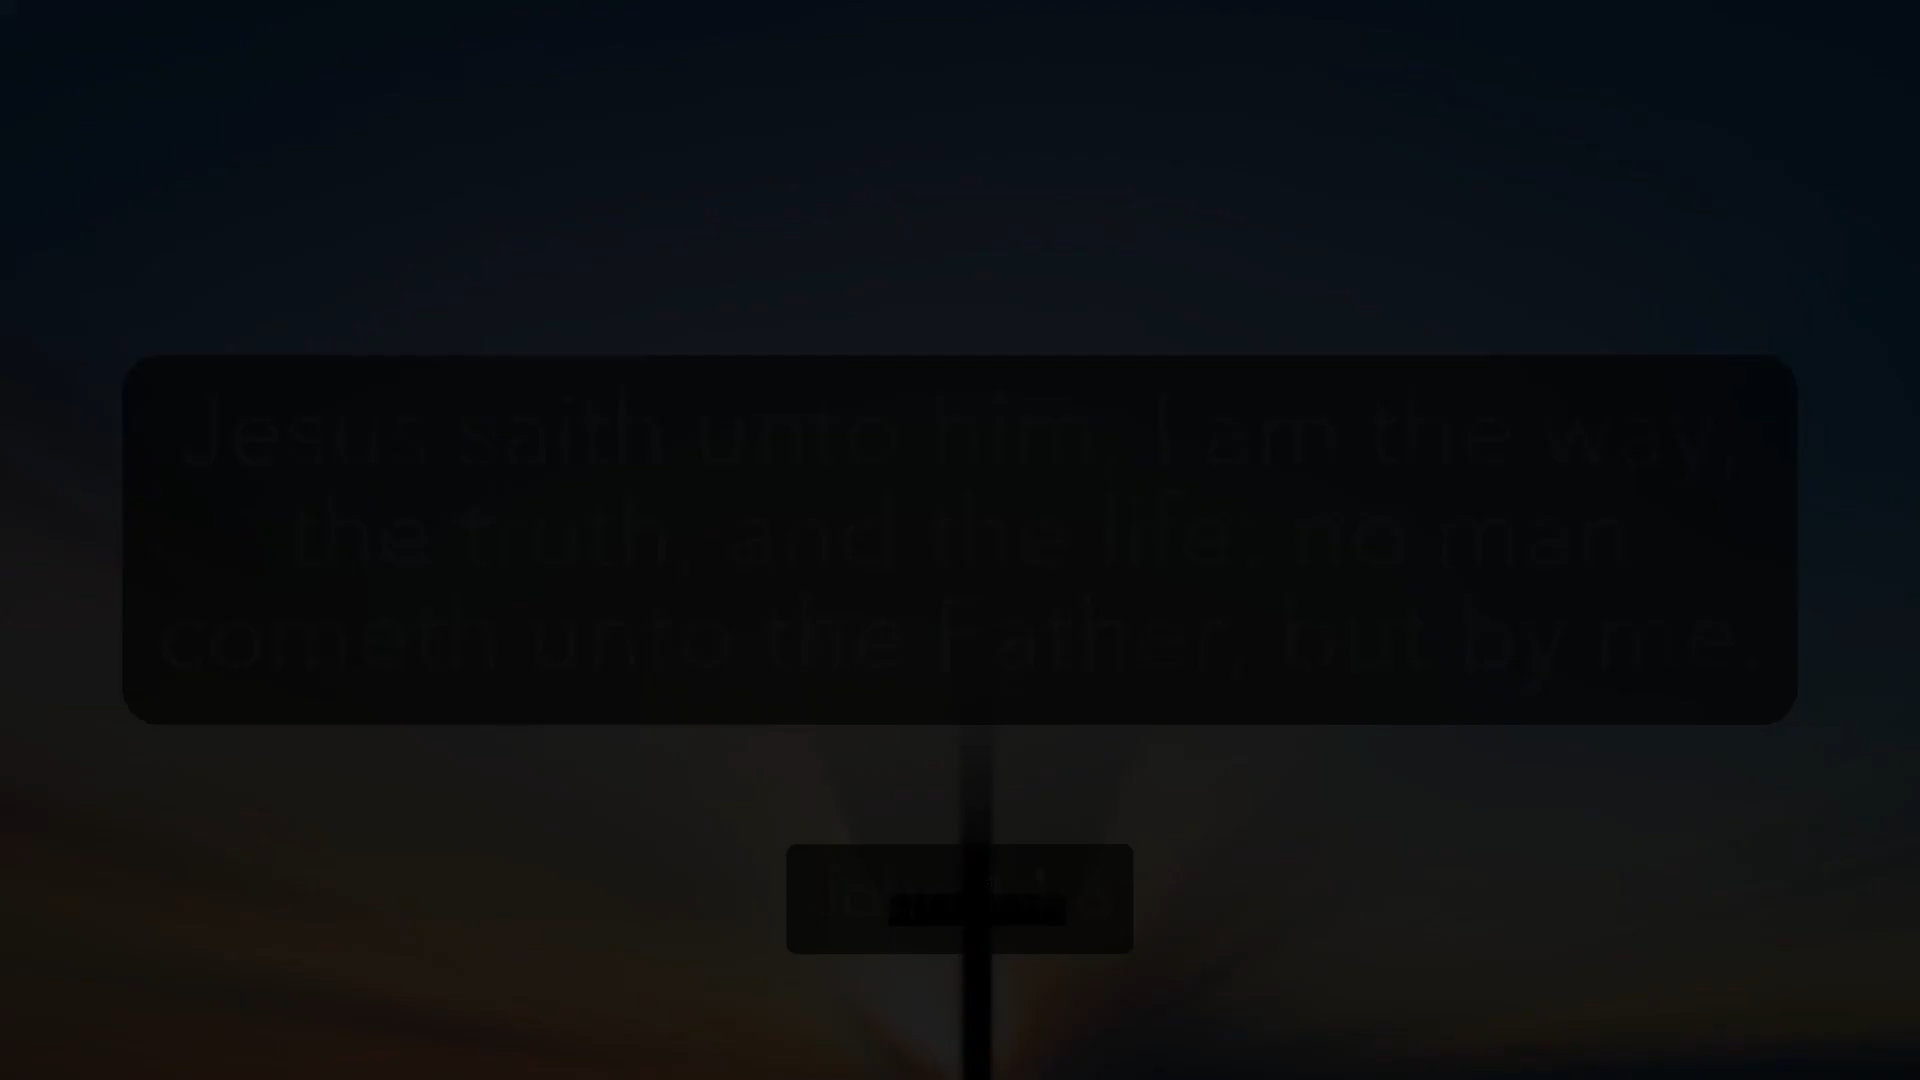 Jesus saith unto him, I am the way,
the truth, and the life: no man
cometh unto the Father, but by me.